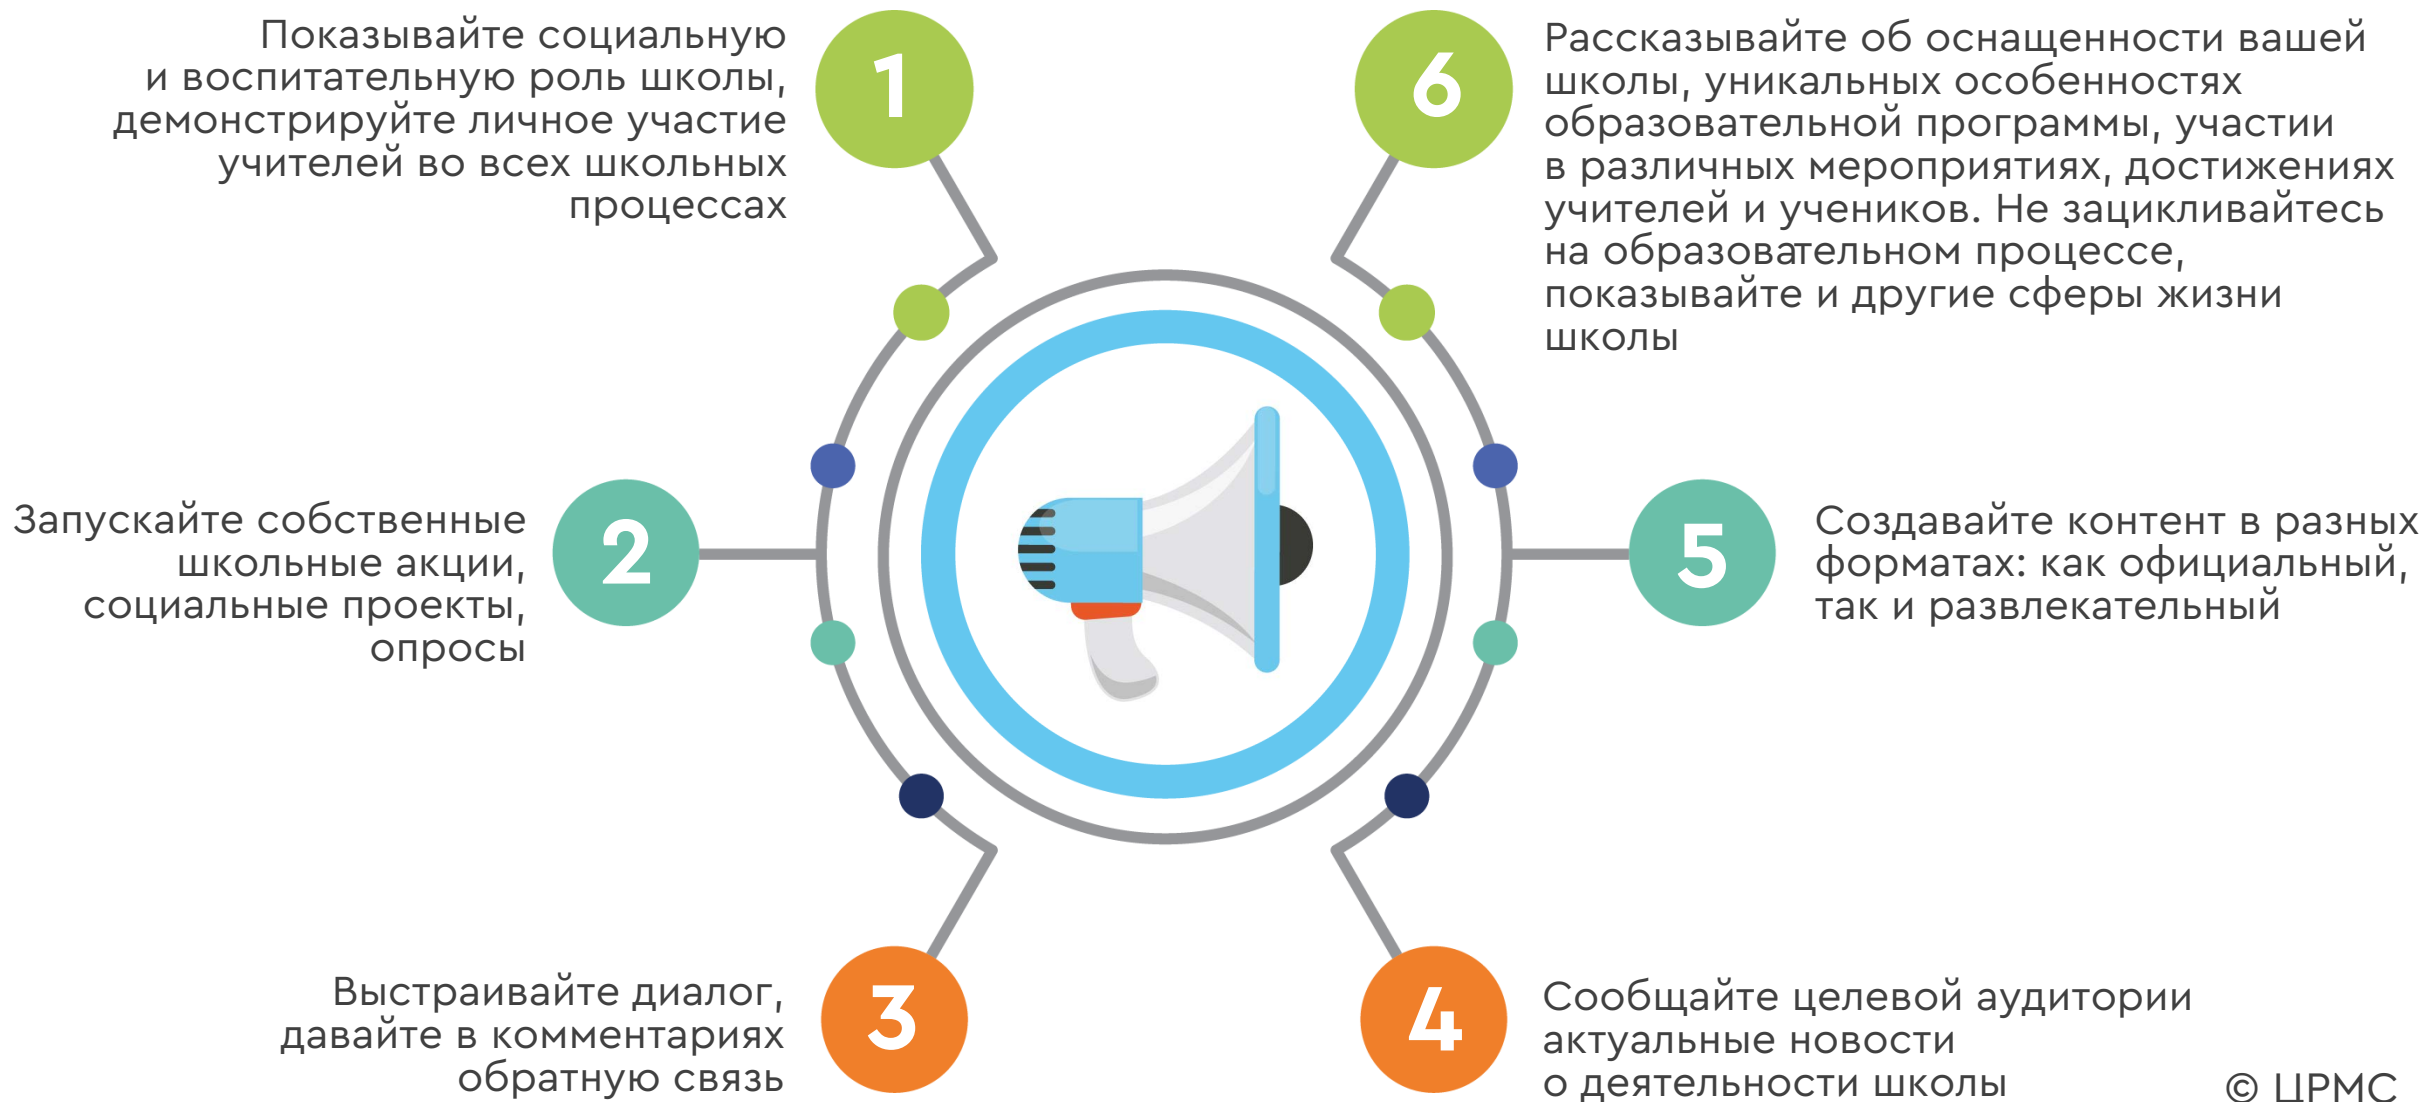 1
Показывайте социальную
и воспитательную роль школы,
демонстрируйте личное участие
учителей во всех школьных
процессах
2
Запускайте собственные
школьные акции,
социальные проекты,
опросы
3
Выстраивайте диалог,
давайте в комментариях
обратную связь
4
Сообщайте целевой аудитории
актуальные новости
о деятельности школы
5
Создавайте контент в разных
форматах: как официальный,
так и развлекательный
6
Рассказывайте об оснащенности вашей
школы, уникальных особенностях
образовательной программы, участии
в различных мероприятиях, достижениях
учителей и учеников. Не зацикливайтесь
на образовательном процессе,
показывайте и другие сферы жизни
школы
© ЦРМС